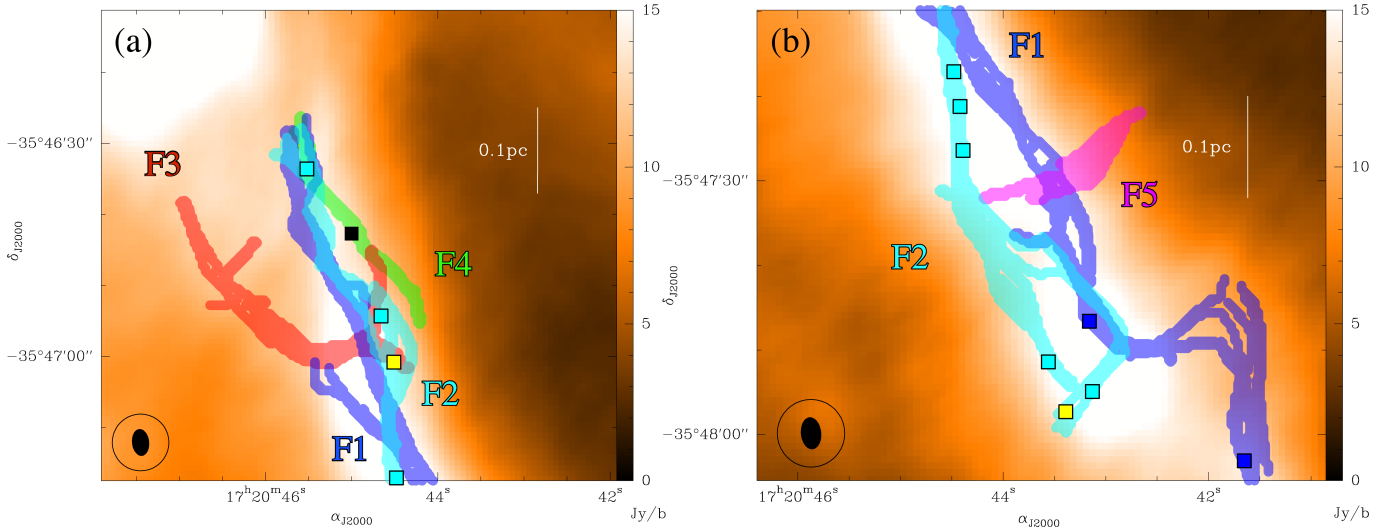 (a)
F3
F4
F2
F1
0.1pc
−35°46′30″
−35°47′00″
δJ2000
17ʰ20ᵐ46ˢ
44ˢ
42ˢ
αJ2000
15
10
5
0
Jy/b
(b)
F1
F5
F2
0.1pc
−35°47′30″
−35°48′00″
δJ2000
17ʰ20ᵐ46ˢ
44ˢ
42ˢ
αJ2000
15
10
5
0
Jy/b